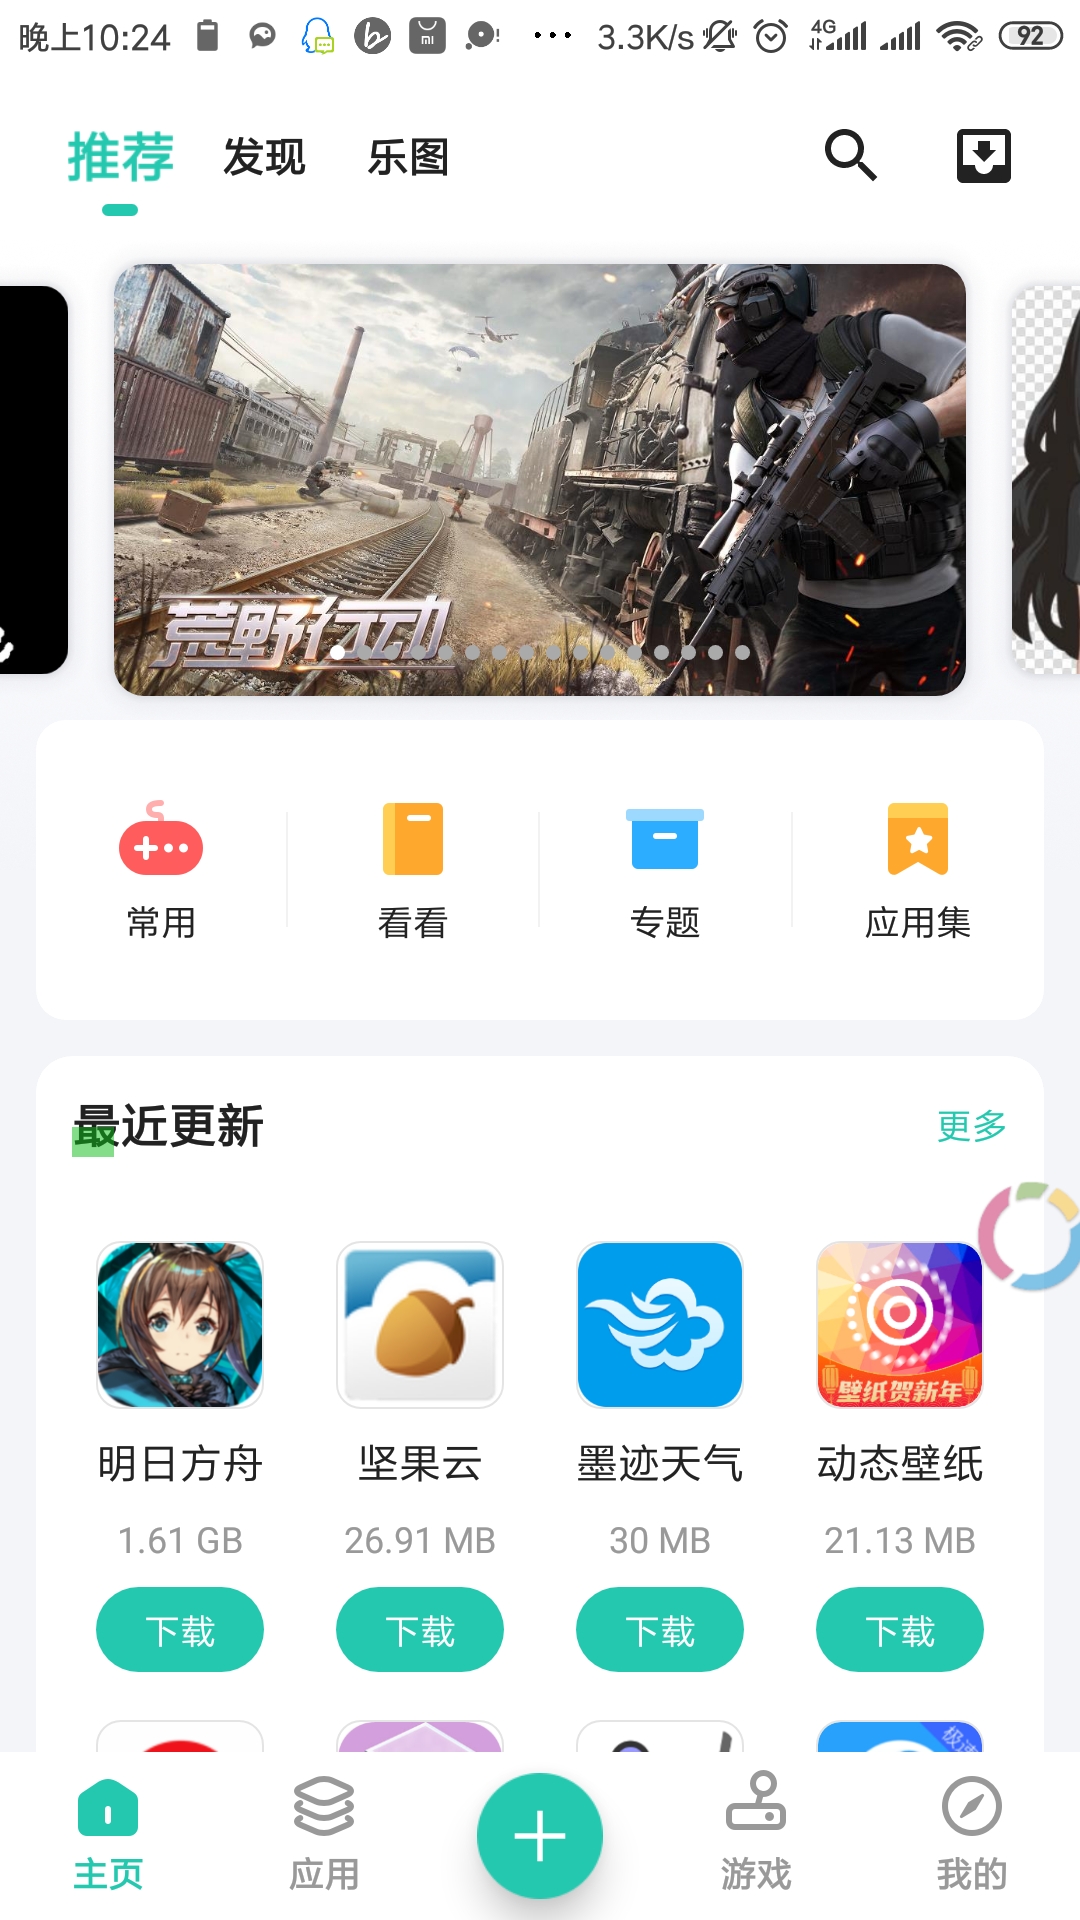 晚上10:24
3.3K/s
4G
92
推荐 发现 乐图
荒野行动
常用 看看 专题 应用集
最近更新 更多
壁纸贺新年
明日方舟 坚果云 墨迹天气 动态壁纸
1.61 GB 26.91 MB 30 MB 21.13 MB
下载 下载 下载 下载
极速
主页 应用 游戏 我的